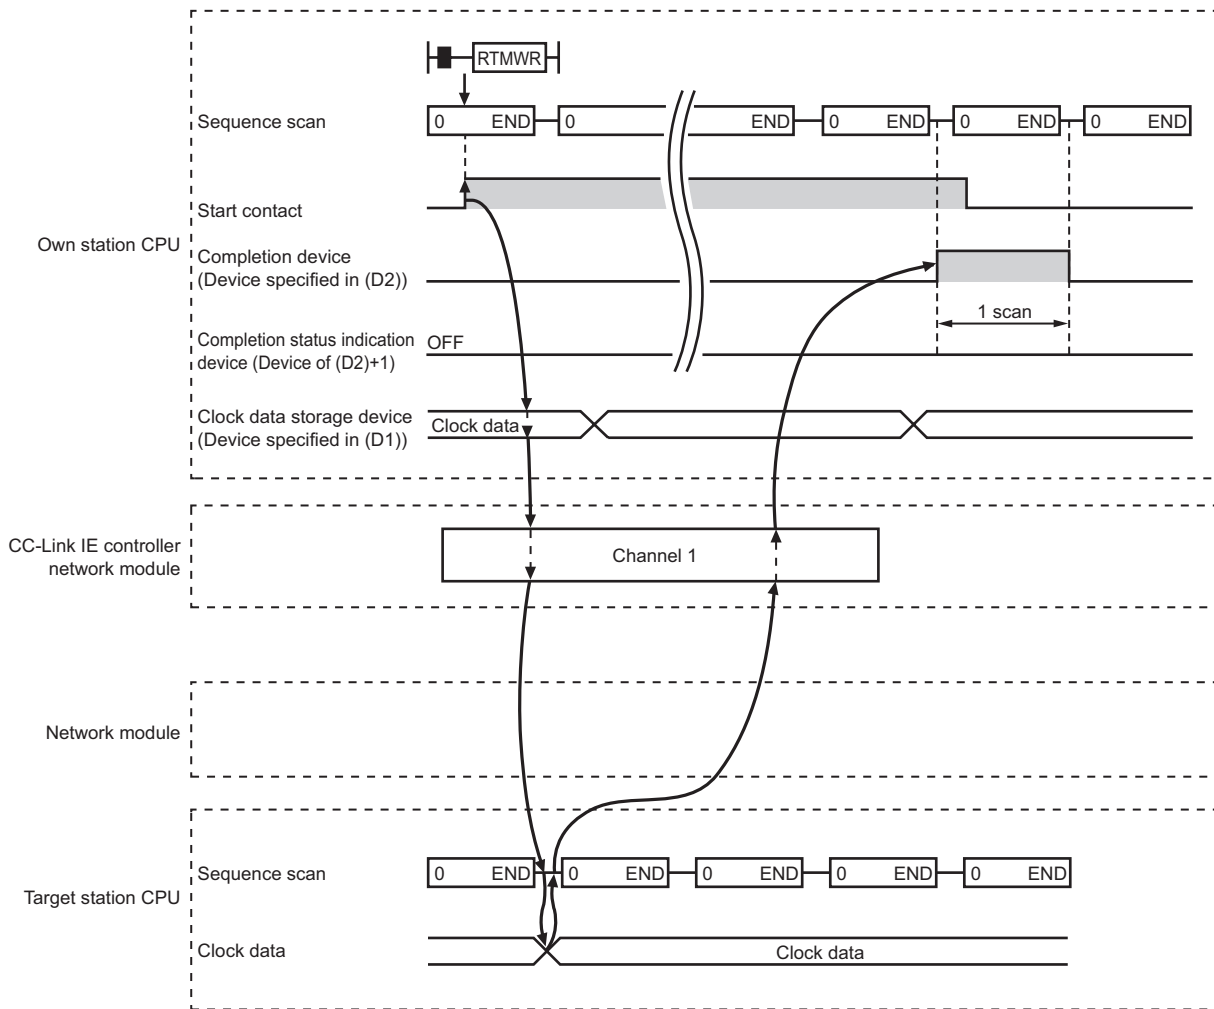 RTMWR
Sequence scan
0 END 0 END 0 END 0 END 0 END
Start contact
Own station CPU
Completion device
(Device specified in (D2))
1 scan
Completion status indication
device (Device of (D2)+1)
OFF
Clock data storage device
(Device specified in (D1))
Clock data
CC-Link IE controller
network module
Channel 1
Network module
Sequence scan
0 END 0 END 0 END 0 END 0 END
Target station CPU
Clock data
Clock data